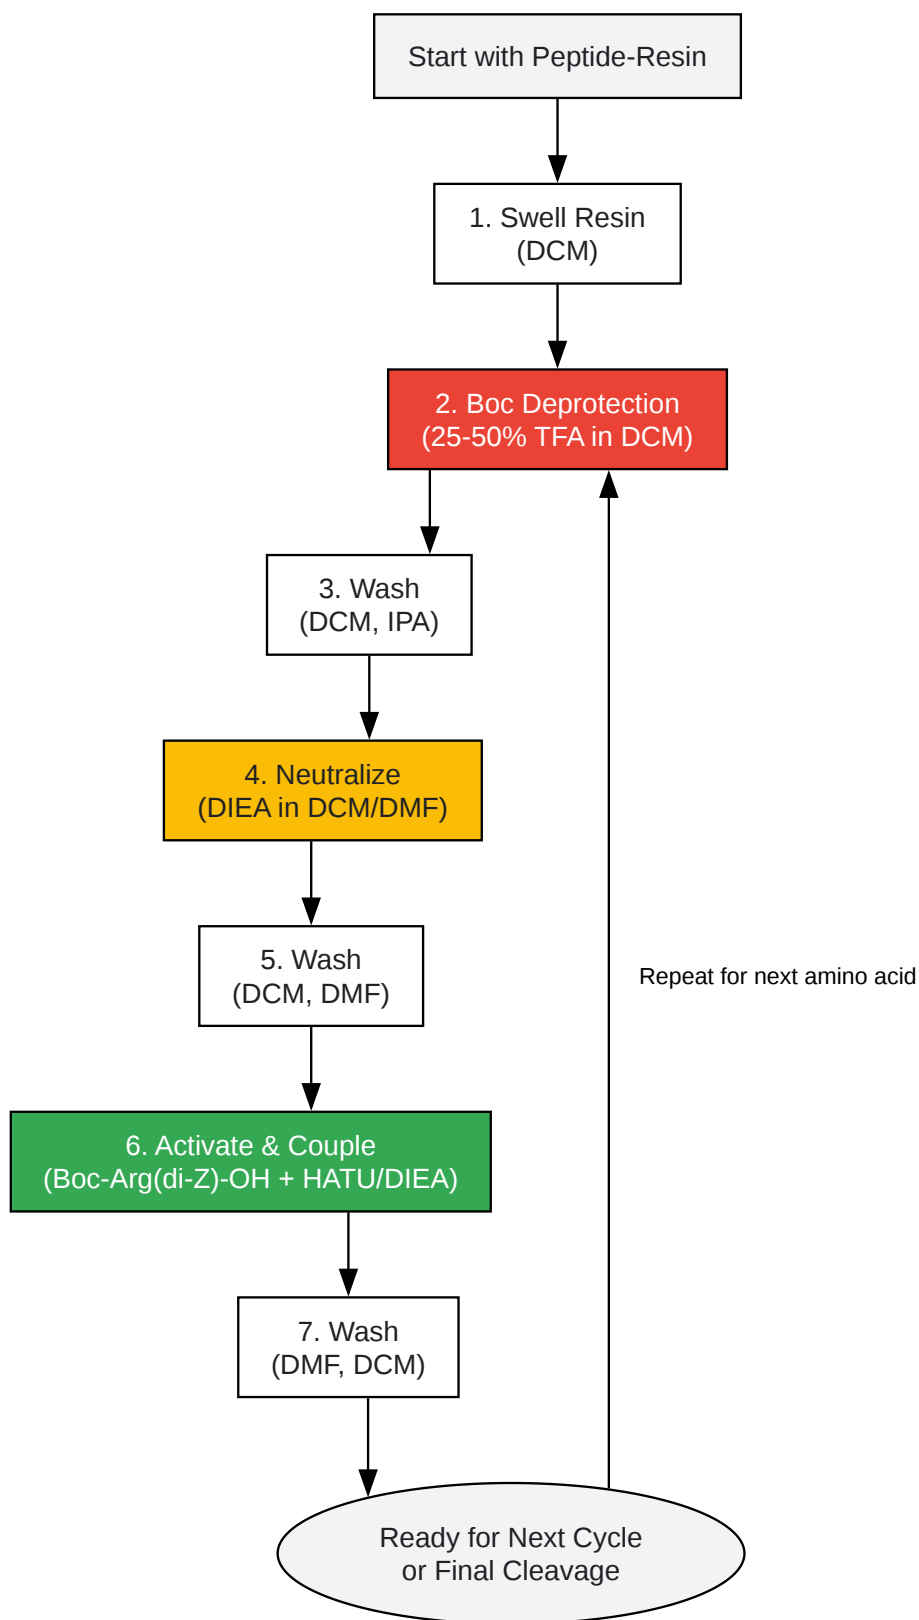 Start with Peptide-Resin
1. Swell Resin
(DCM)
2. Boc Deprotection
(25-50% TFA in DCM)
3. Wash
(DCM, IPA)
4. Neutralize
(DIEA in DCM/DMF)
5. Wash
(DCM, DMF)
Repeat for next amino acid
6. Activate & Couple
(Boc-Arg(di-Z)-OH + HATU/DIEA)
7. Wash
(DMF, DCM)
Ready for Next Cycle
or Final Cleavage